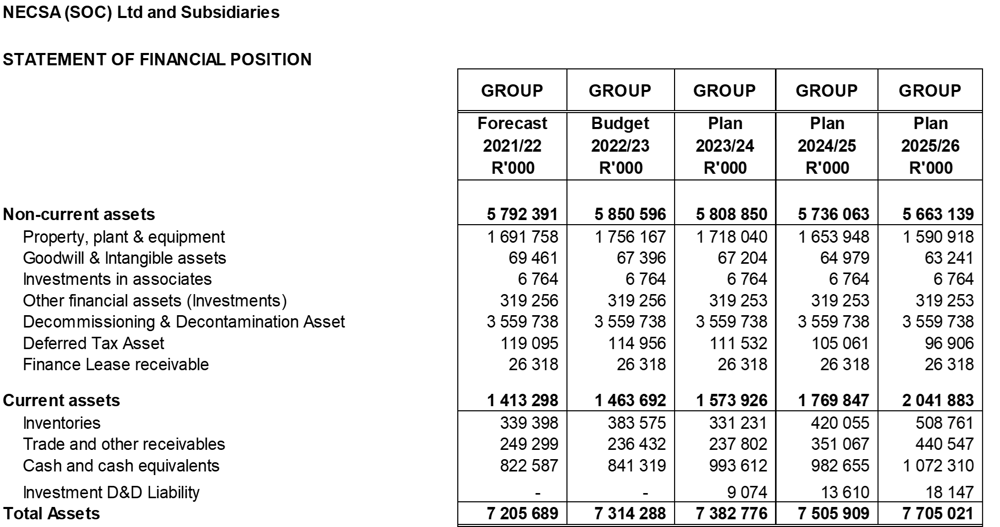 NECSA (SOC) Ltd and Subsidiaries
STATEMENT OF FINANCIAL POSITION
GROUP GROUP GROUP GROUP GROUP
Forecast Budget Plan Plan Plan
2021/22 2022/23 2023/24 2024/25 2025/26
R'000 R'000 R'000 R'000 R'000
Non-current assets 5 792 391 5 850 596 5 808 850 5 736 063 5 663 139
Property, plant & equipment 1 691 758 1 756 167 1 718 040 1 653 948 1 590 918
Goodwill & Intangible assets 69 461 67 396 67 204 64 979 63 241
Investments in associates 6 764 6 764 6 764 6 764 6 764
Other financial assets (Investments) 319 256 319 256 319 253 319 253 319 253
Decommissioning & Decontamination Asset 3 559 738 3 559 738 3 559 738 3 559 738 3 559 738
Deferred Tax Asset 119 095 114 956 111 532 105 061 96 906
Finance Lease receivable 26 318 26 318 26 318 26 318 26 318
Current assets 1 413 298 1 463 692 1 573 926 1 769 847 2 041 883
Inventories 339 398 383 575 331 231 420 055 508 761
Trade and other receivables 249 299 236 432 237 802 351 067 440 547
Cash and cash equivalents 822 587 841 319 993 612 982 655 1 072 310
Investment D&D Liability - - 9 074 13 610 18 147
Total Assets 7 205 689 7 314 288 7 382 776 7 505 909 7 705 021